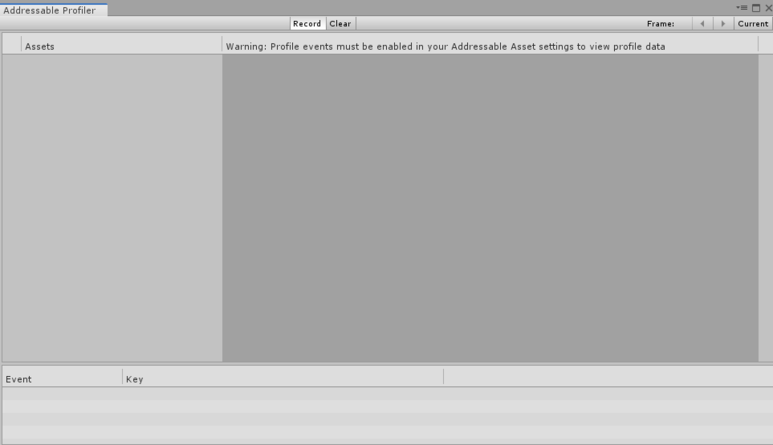 Addressable Profiler
Record Clear Frame: Current
Assets Warning: Profile events must be enabled in your Addressable Asset settings to view profile data
Event Key